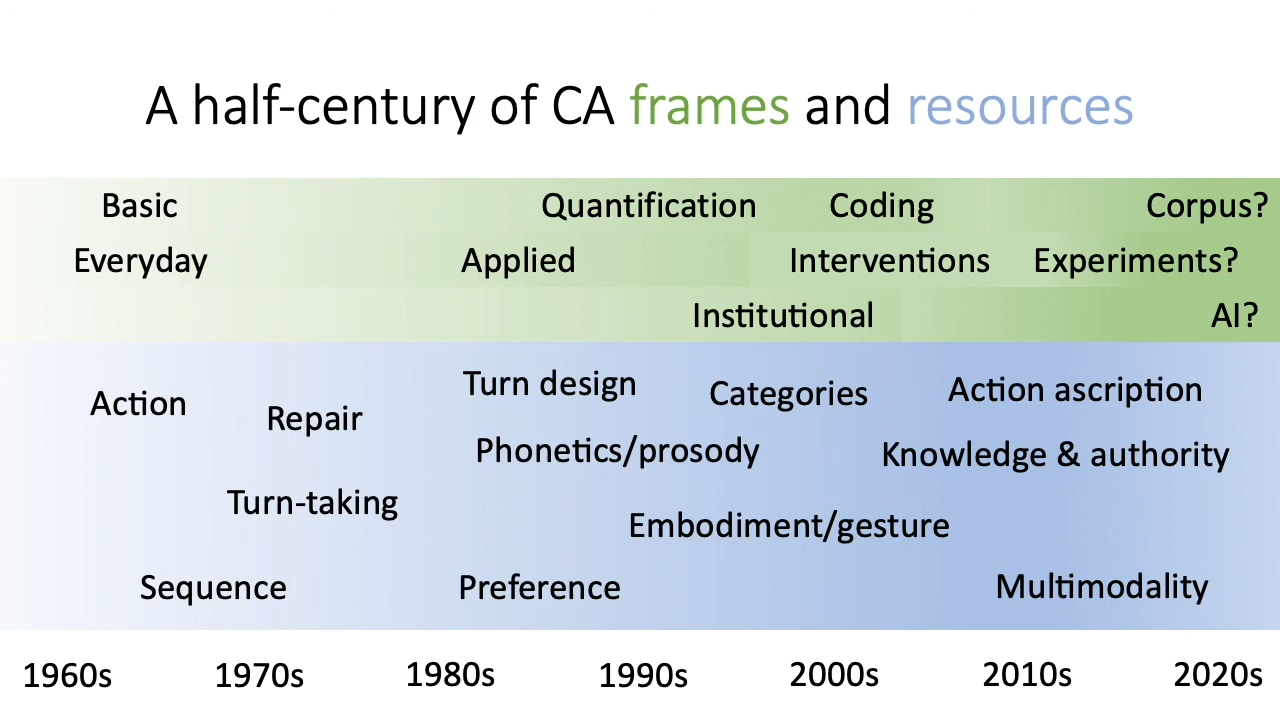 A half-century of CA frames and resources
Basic Quantification Coding Corpus?
Everyday Applied Interventions Experiments?
Institutional AI?
Action Repair Turn design Categories Action ascription
Phonetics/prosody Knowledge & authority
Turn-taking Embodiment/gesture
Sequence Preference Multimodality
1960s 1970s 1980s 1990s 2000s 2010s 2020s